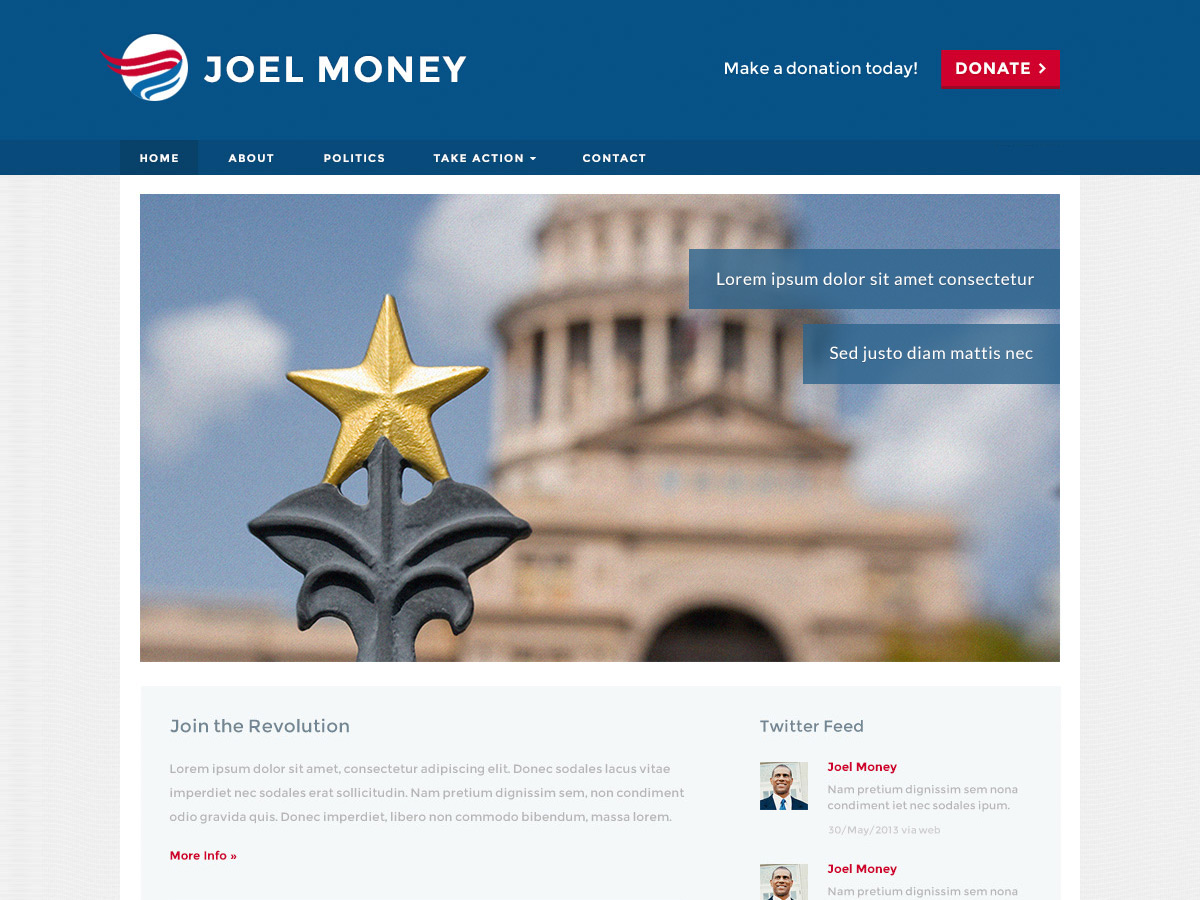 JOEL MONEY
Make a donation today!
DONATE >
HOME
ABOUT
POLITICS
TAKE ACTION
CONTACT
Lorem ipsum dolor sit amet consectetur
Sed justo diam mattis nec
Join the Revolution
Lorem ipsum dolor sit amet, consectetur adipiscing elit. Donec sodales lacus vitae
imperdiet nec sodales erat sollicitudin. Nam pretium dignissim sem, non condiment
odio gravida quis. Donec imperdiet, libero non commodo bibendum, massa lorem.
More Info »
Twitter Feed
Joel Money
Nam pretium dignissim sem nona
condiment iet nec sodales ipum.
30/May/2013 via web
Joel Money
Nam pretium dignissim sem nona